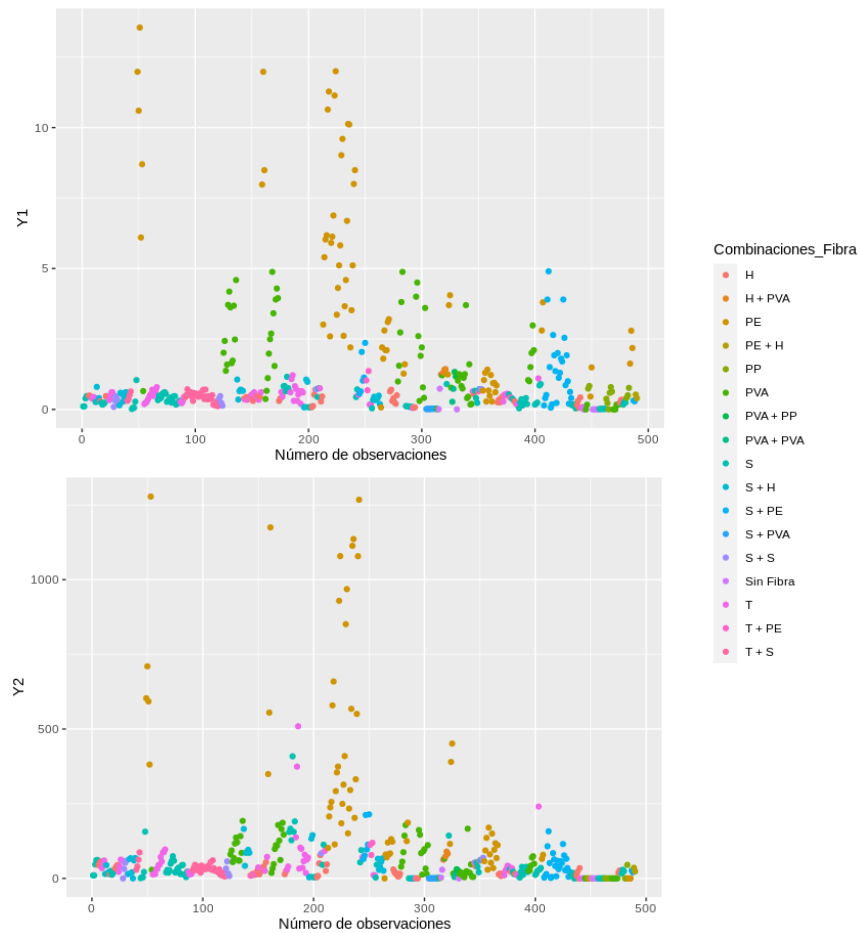 10
5
0
Y1
0
100
200
300
400
500
Número de observaciones
1000
500
0
Y2
0
100
200
300
400
500
Número de observaciones
Combinaciones_Fibra
H
H + PVA
PE
PE + H
PP
PVA
PVA + PP
PVA + PVA
S
S + H
S + PE
S + PVA
S + S
Sin Fibra
T
T + PE
T + S